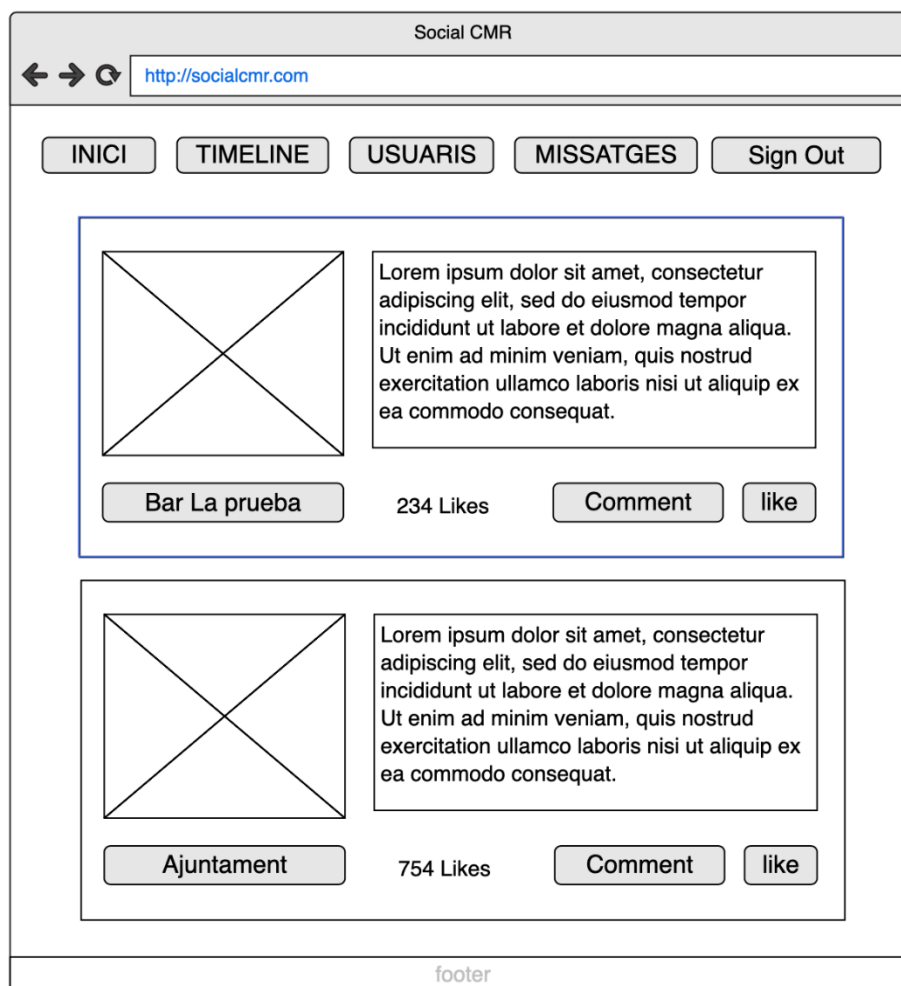 Social CMR
http://socialcmr.com
INICI TIMELINE USUARIS MISSATGES Sign Out
Lorem ipsum dolor sit amet, consectetur
adipiscing elit, sed do eiusmod tempor
incididunt ut labore et dolore magna aliqua.
Ut enim ad minim veniam, quis nostrud
exercitation ullamco laboris nisi ut aliquip ex
ea commodo consequat.
Bar La prueba 234 Likes Comment like
Lorem ipsum dolor sit amet, consectetur
adipiscing elit, sed do eiusmod tempor
incididunt ut labore et dolore magna aliqua.
Ut enim ad minim veniam, quis nostrud
exercitation ullamco laboris nisi ut aliquip ex
ea commodo consequat.
Ajuntament 754 Likes Comment like
footer